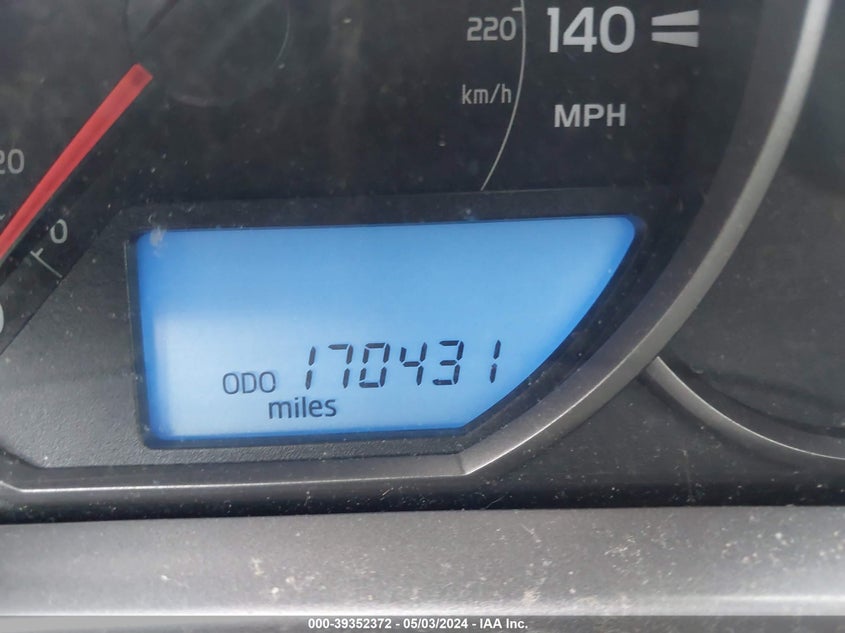 220 140
km/h
MPH
20
0
ODO 170431
miles
000-39352372 - 05/03/2024 - IAA Inc.